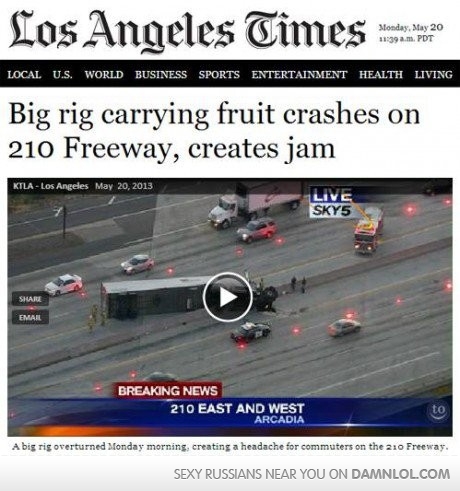 Los Angeles Times
Monday, May 20
11:39 a.m. PDT
LOCAL U.S. WORLD BUSINESS SPORTS ENTERTAINMENT HEALTH LIVING
Big rig carrying fruit crashes on
210 Freeway, creates jam
KTLA - Los Angeles May 20, 2013
LIVE
SKY5
SHARE
EMAIL
BREAKING NEWS
210 EAST AND WEST
ARCADIA
to
A big rig overturned Monday morning, creating a headache for commuters on the 210 Freeway.
SEXY RUSSIANS NEAR YOU ON DAMNLOL.COM